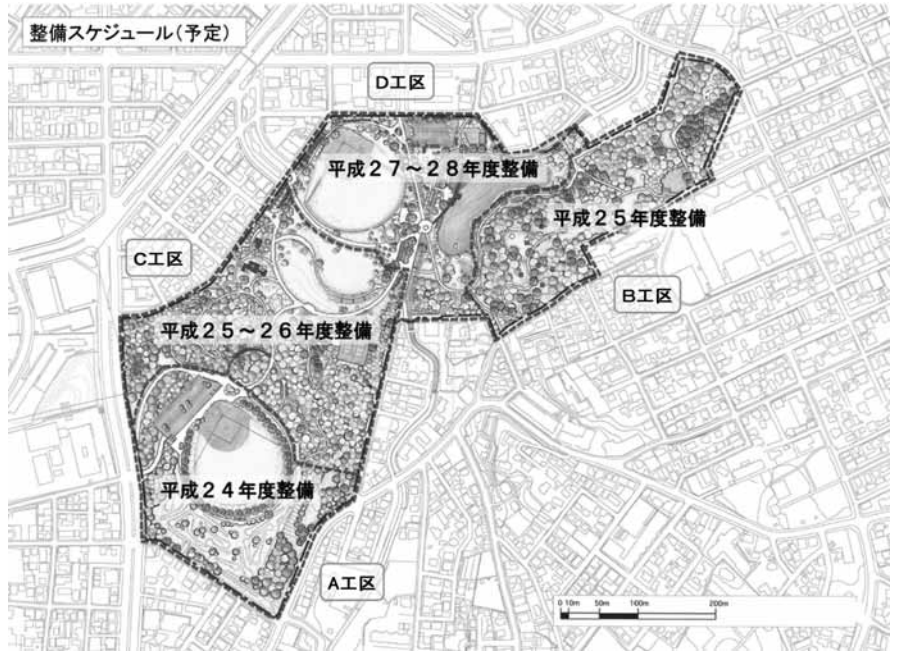 整備スケジュール(予定)
D工区
平成27～28年度整備
平成25年度整備
C工区
B工区
平成25～26年度整備
平成24年度整備
A工区
0 10m 50m 100m 200m